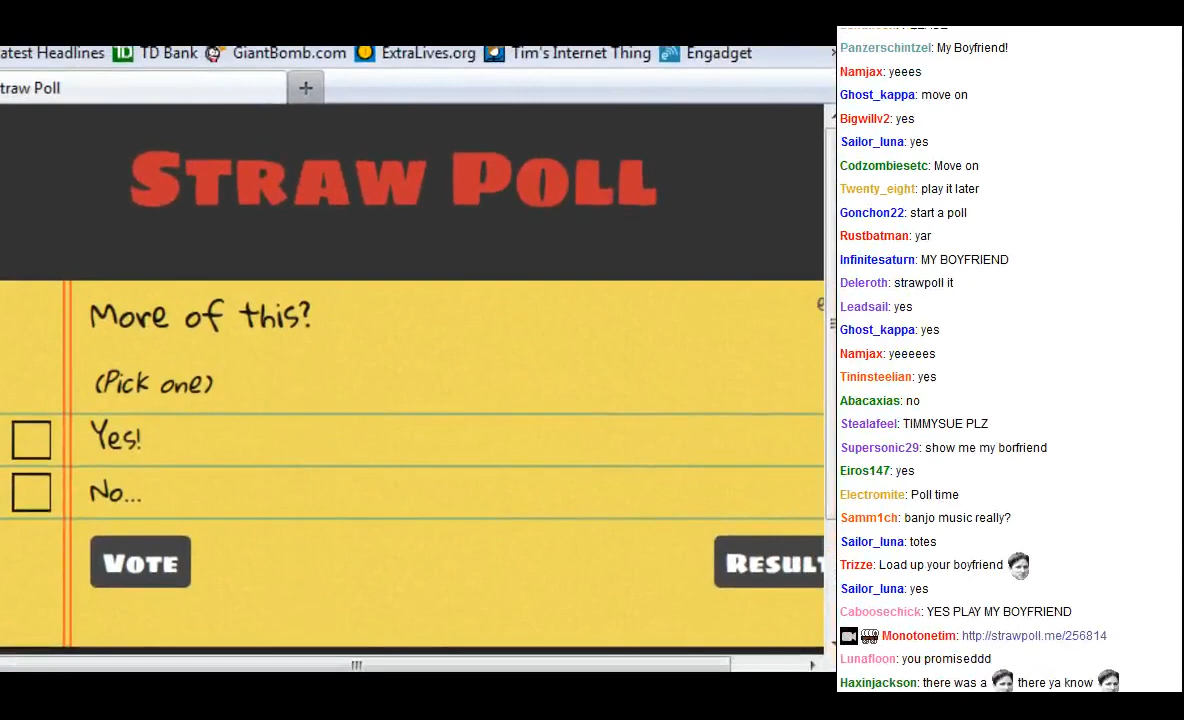 atest Headlines TD Bank GiantBomb.com ExtraLives.org Tim's Internet Thing Engadget
traw Poll +
STRAW POLL
More of this?
(Pick one)
Yes!
No...
VOTE RESULT
Panzerschintzel: My Boyfriend!
Namjax: yeees
Ghost_kappa: move on
Bigwillv2: yes
Sailor_luna: yes
Codzombiesetc: Move on
Twenty_eight: play it later
Gonchon22: start a poll
Rustbatman: yar
Infinitesaturn: MY BOYFRIEND
Deleroth: strawpoll it
Leadsail: yes
Ghost_kappa: yes
Namjax: yeeeees
Tininsteelian: yes
Abacaxias: no
Stealafeel: TIMMYSUE PLZ
Supersonic29: show me my borfriend
Eiros147: yes
Electromite: Poll time
Samm1ch: banjo music really?
Sailor_luna: totes
Trizze: Load up your boyfriend
Sailor_luna: yes
Caboosechick: YES PLAY MY BOYFRIEND
Monotonetim: http://strawpoll.me/256814
Lunafloon: you promiseddd
Haxinjackson: there was a there ya know